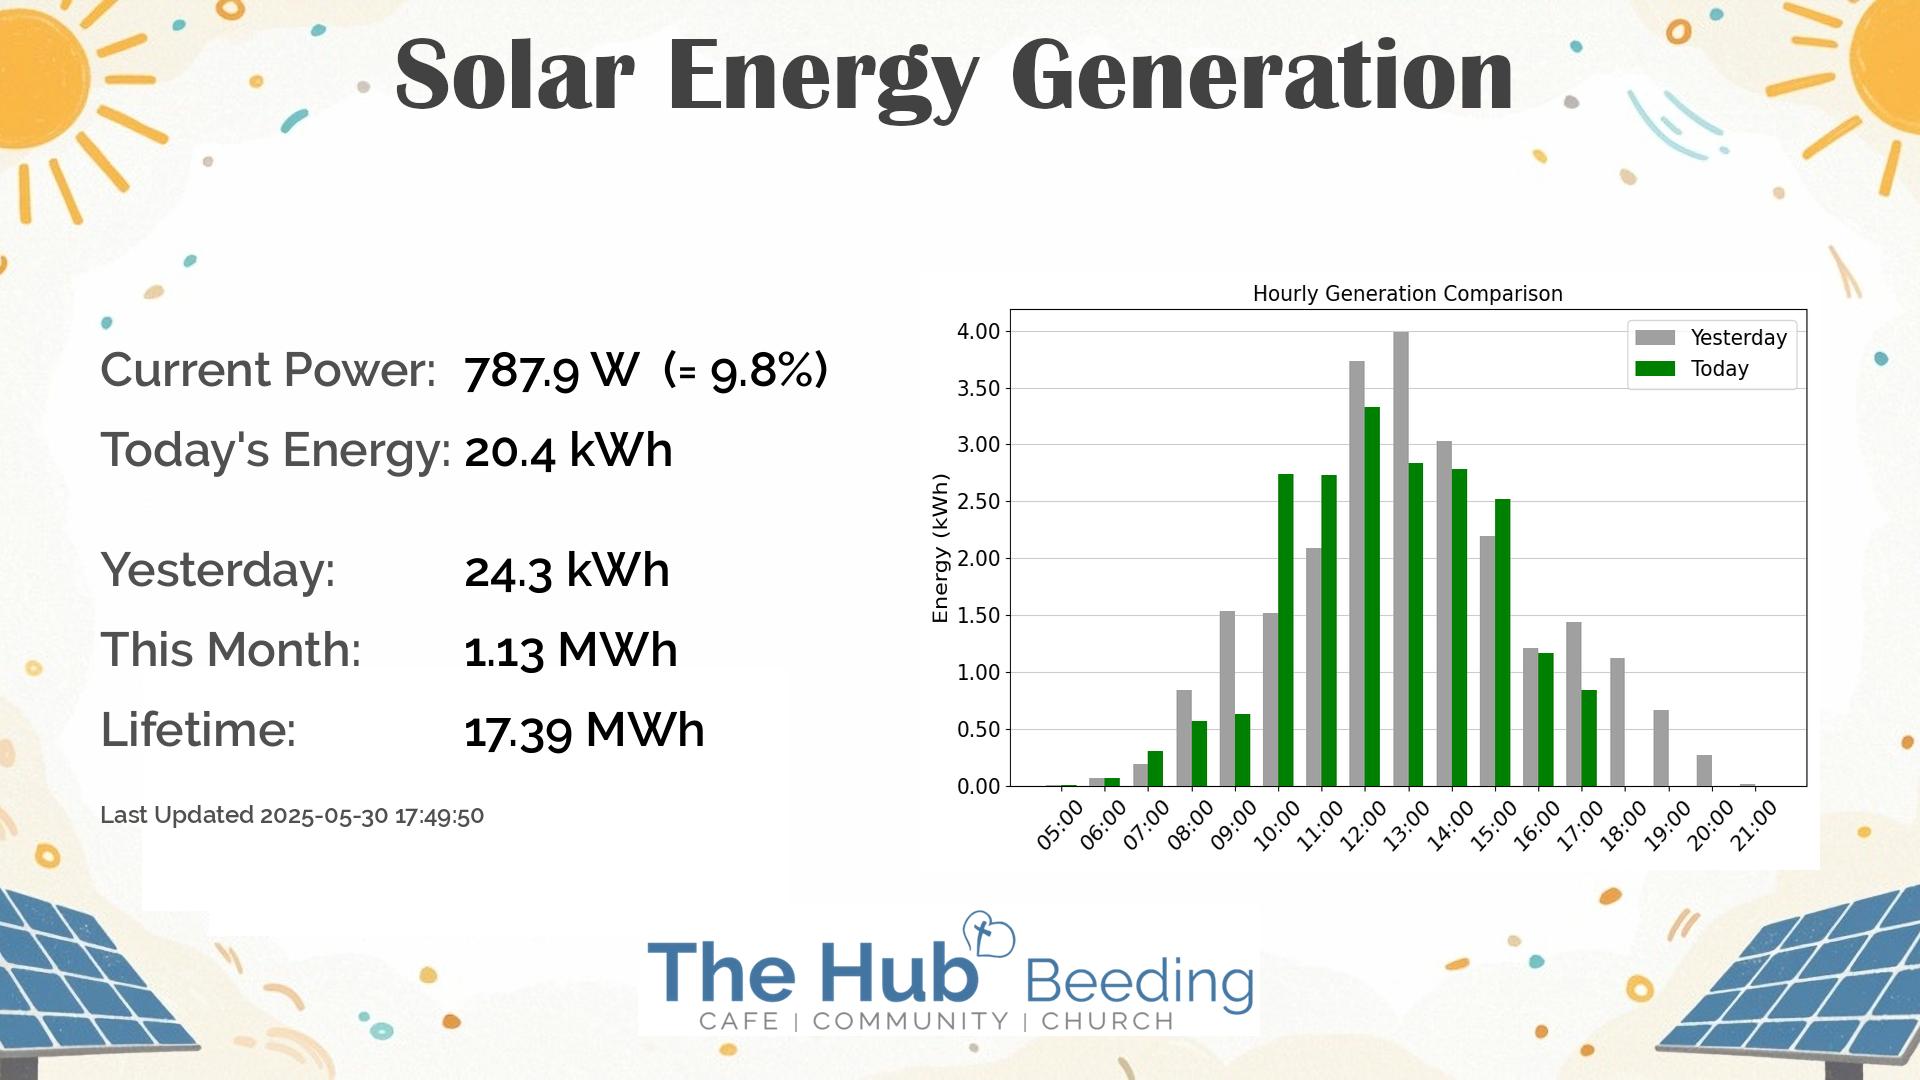 Solar Energy Generation
Current Power: 787.9 W (= 9.8%)
Today's Energy: 20.4 kWh
Yesterday: 24.3 kWh
This Month: 1.13 MWh
Lifetime: 17.39 MWh
Last Updated 2025-05-30 17:49:50
Hourly Generation Comparison
Yesterday
Today
Energy (kWh)
4.00
3.50
3.00
2.50
2.00
1.50
1.00
0.50
0.00
05:00 06:00 07:00 08:00 09:00 10:00 11:00 12:00 13:00 14:00 15:00 16:00 17:00 18:00 19:00 20:00 21:00
The Hub Beeding
CAFE | COMMUNITY | CHURCH